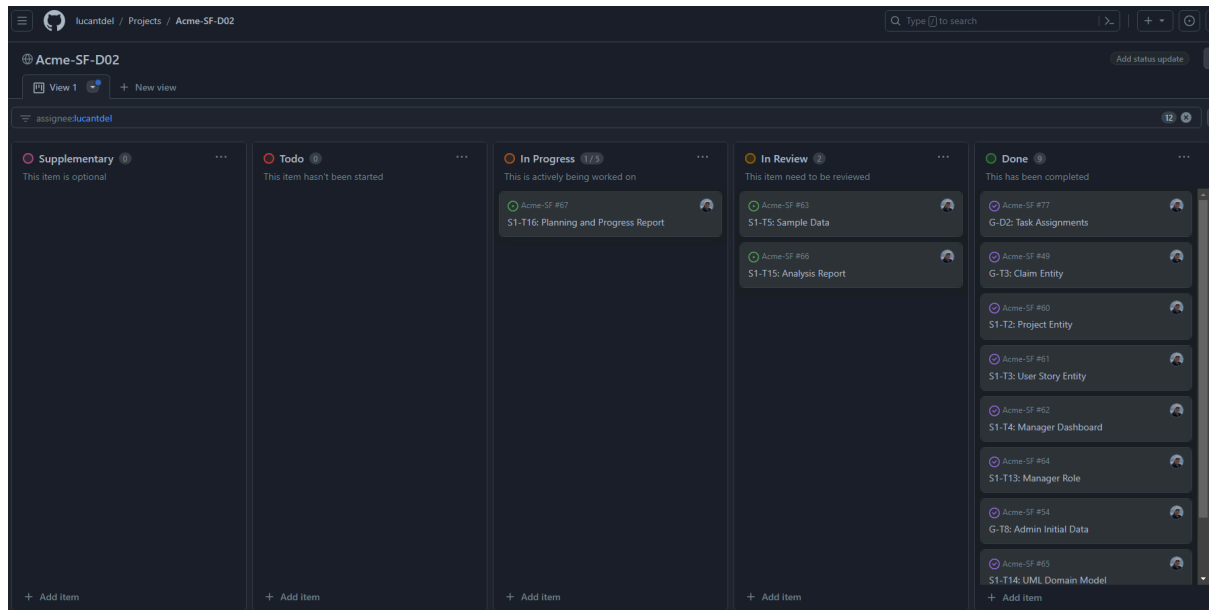 lucantdel / Projects / Acme-SF-D02
Type / to search
Acme-SF-D02
Add status update
View 1
+ New view
assignee:lucantdel
12
Supplementary 0
This item is optional
+ Add item
Todo 0
This item hasn't been started
+ Add item
In Progress 1 / 5
This is actively being worked on
Acme-SF #67
S1-T16: Planning and Progress Report
+ Add item
In Review 2
This item need to be reviewed
Acme-SF #63
S1-T5: Sample Data
Acme-SF #66
S1-T15: Analysis Report
+ Add item
Done 9
This has been completed
Acme-SF #77
G-D2: Task Assignments
Acme-SF #49
G-T3: Claim Entity
Acme-SF #60
S1-T2: Project Entity
Acme-SF #61
S1-T3: User Story Entity
Acme-SF #62
S1-T4: Manager Dashboard
Acme-SF #64
S1-T13: Manager Role
Acme-SF #54
G-T8: Admin Initial Data
Acme-SF #65
S1-T14: UML Domain Model
+ Add item